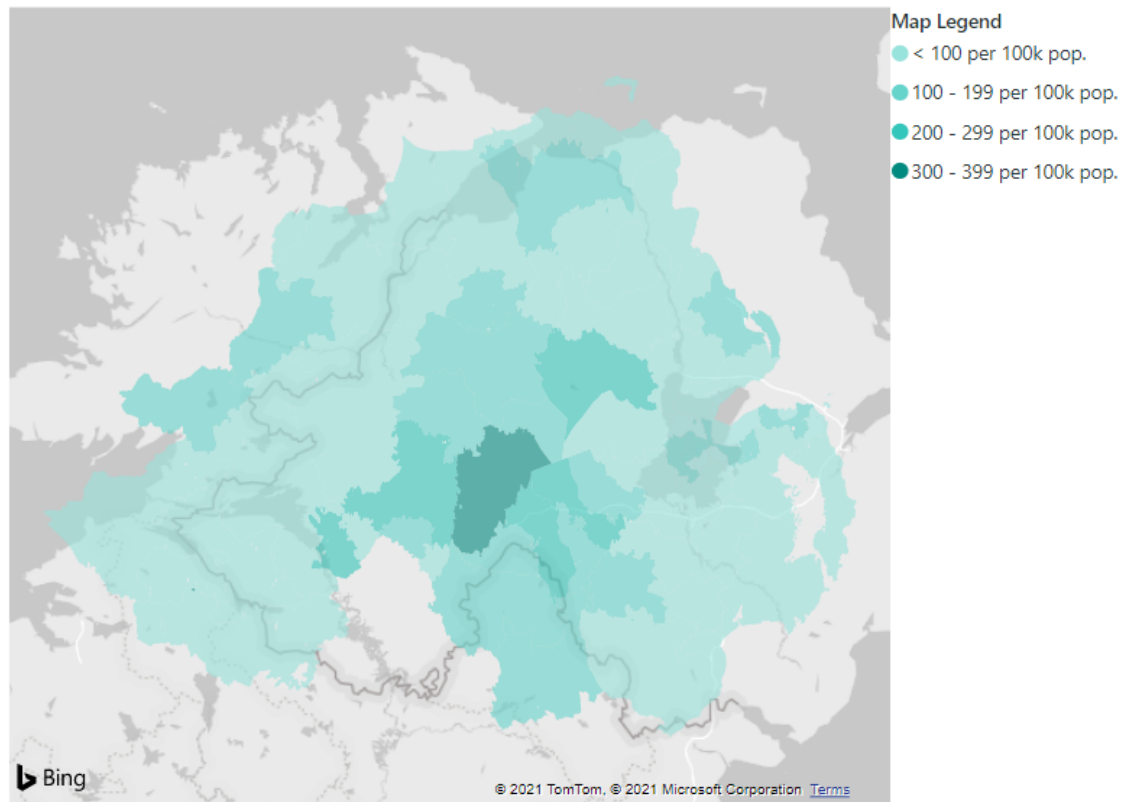 Map Legend
< 100 per 100k pop.
100 - 199 per 100k pop.
200 - 299 per 100k pop.
300 - 399 per 100k pop.
Bing
© 2021 TomTom, © 2021 Microsoft Corporation Terms